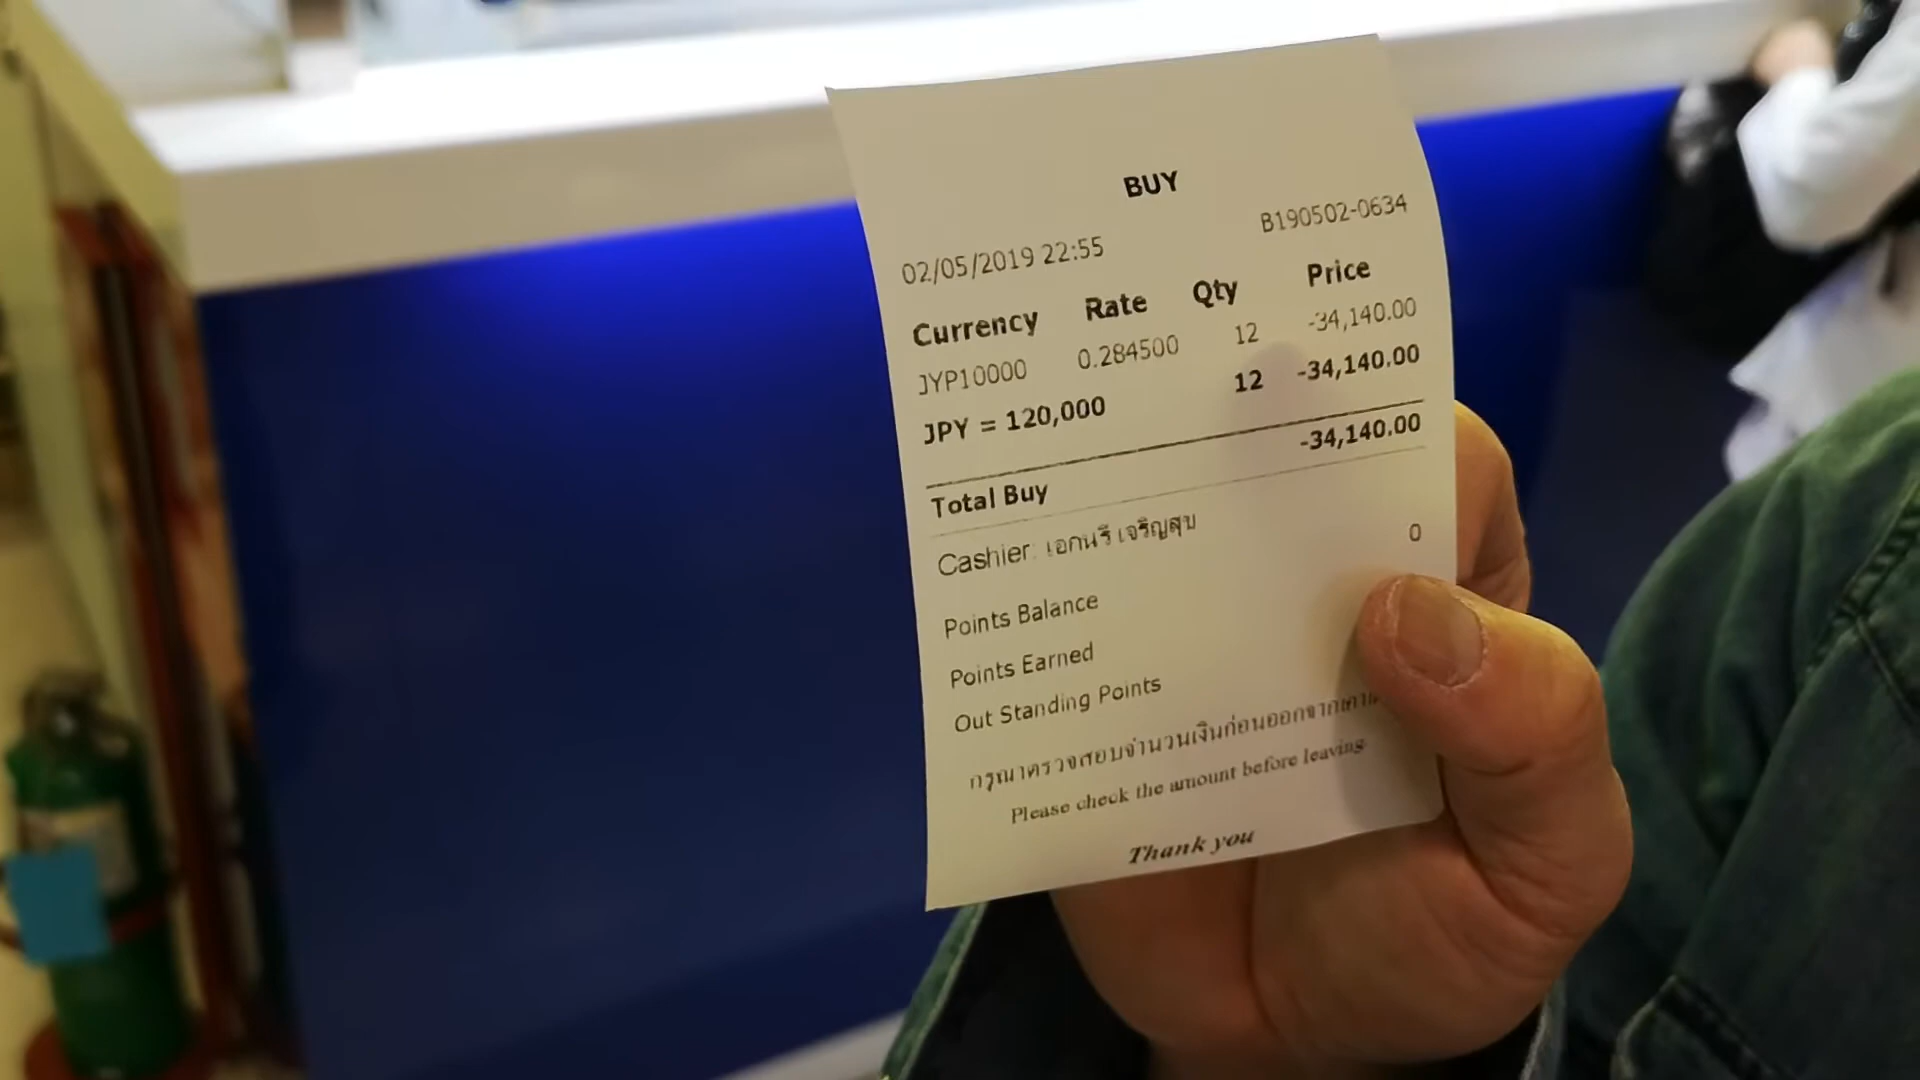 BUY
02/05/2019 22:55 B190502-0634
Currency Rate Qty Price
JYP10000 0.284500 12 -34,140.00
JPY = 120,000 12 -34,140.00
-34,140.00
Total Buy
Cashier: เอกนรี เจริญสุข
0
Points Balance
Points Earned
Out Standing Points
กรุณาตรวจสอบจำนวนเงินก่อนออกจาก
Please check the amount before leaving
Thank you